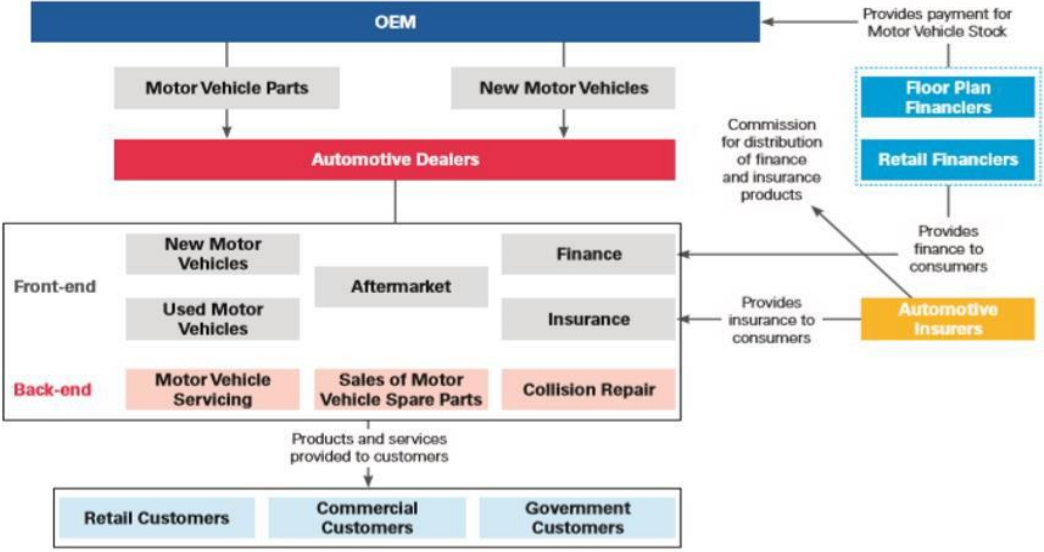 OEM
Provides payment for
Motor Vehicle Stock
Motor Vehicle Parts
New Motor Vehicles
Floor Plan
Financiers
Commission
for distribution
of finance
and insurance
products
Automotive Dealers
Retail Financiers
Front-end
New Motor
Vehicles
Aftermarket
Finance
Provides
finance to
consumers
Used Motor
Vehicles
Insurance
Provides
insurance to
consumers
Automotive
Insurers
Back-end
Motor Vehicle
Servicing
Sales of Motor
Vehicle Spare Parts
Collision Repair
Products and services
provided to customers
Retail Customers
Commercial
Customers
Government
Customers